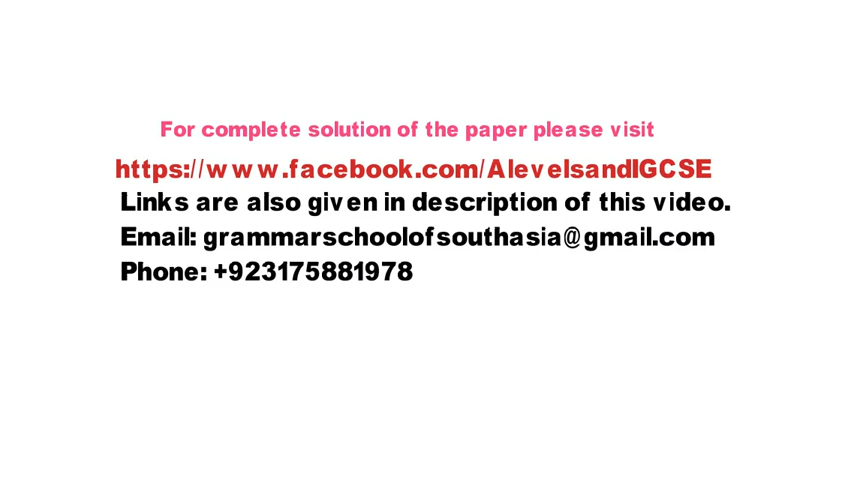 For complete solution of the paper please visit
https://www.facebook.com/AlevelsandIGCSE
Links are also given in description of this video.
Email: grammarschoolofsouthasia@gmail.com
Phone: +923175881978